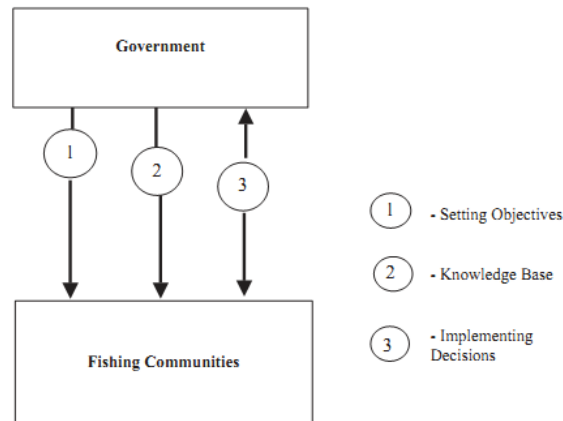 Government
1
2
3
1 - Setting Objectives
2 - Knowledge Base
3 - Implementing
Decisions
Fishing Communities